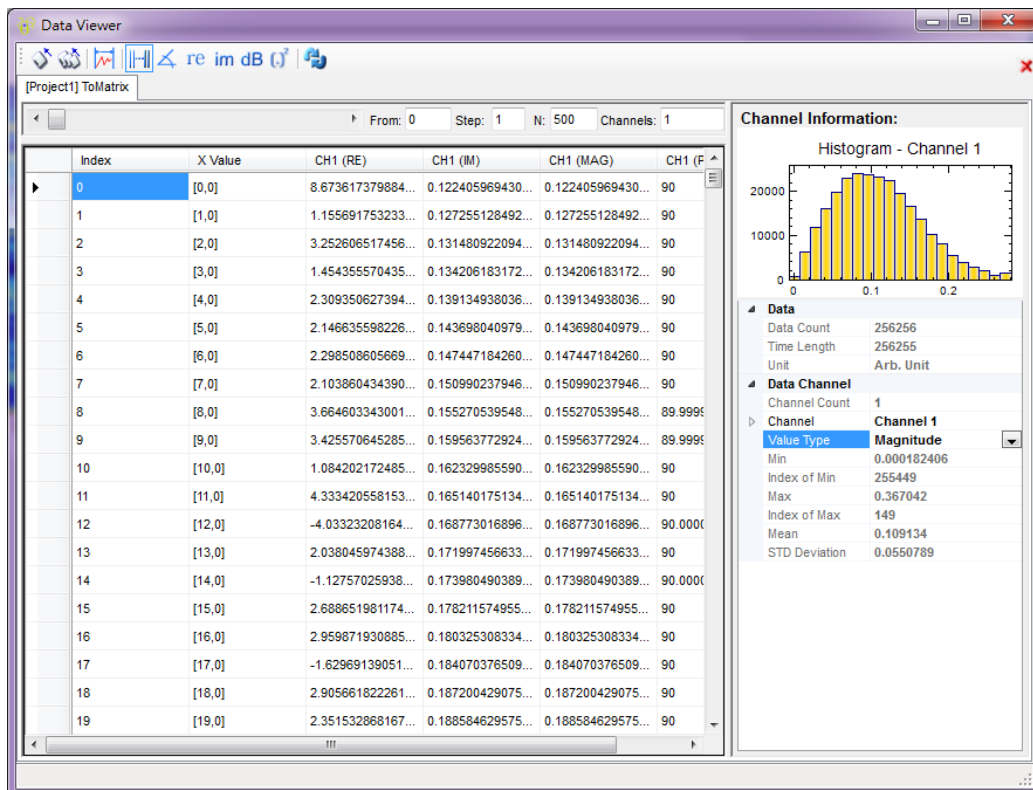 Data Viewer
re im dB (.)²
[Project1] ToMatrix
From: 0 Step: 1 N: 500 Channels: 1
Index X Value CH1 (RE) CH1 (IM) CH1 (MAG) CH1 (P
0 [0,0] 8.673617379884... 0.122405969430... 0.122405969430... 90
1 [1,0] 1.155691753233... 0.127255128492... 0.127255128492... 90
2 [2,0] 3.252606517456... 0.131480922094... 0.131480922094... 90
3 [3,0] 1.454355570435... 0.134206183172... 0.134206183172... 90
4 [4,0] 2.309350627394... 0.139134938036... 0.139134938036... 90
5 [5,0] 2.146635598226... 0.143698040979... 0.143698040979... 90
6 [6,0] 2.298508605669... 0.147447184260... 0.147447184260... 90
7 [7,0] 2.103860434390... 0.150990237946... 0.150990237946... 90
8 [8,0] 3.664603343001... 0.155270539548... 0.155270539548... 89.9999
9 [9,0] 3.425570645285... 0.159563772924... 0.159563772924... 89.9999
10 [10,0] 1.084202172485... 0.162329985590... 0.162329985590... 90
11 [11,0] 4.333420558153... 0.165140175134... 0.165140175134... 90
12 [12,0] -4.03323208164... 0.168773016896... 0.168773016896... 90.0000
13 [13,0] 2.038045974388... 0.171997456633... 0.171997456633... 90
14 [14,0] -1.12757025938... 0.173980490389... 0.173980490389... 90.0000
15 [15,0] 2.688651981174... 0.178211574955... 0.178211574955... 90
16 [16,0] 2.959871930885... 0.180325308334... 0.180325308334... 90
17 [17,0] -1.62969139051... 0.184070376509... 0.184070376509... 90
18 [18,0] 2.905661822261... 0.187200429075... 0.187200429075... 90
19 [19,0] 2.351532868167... 0.188584629575... 0.188584629575... 90
Channel Information:
Histogram - Channel 1
20000
10000
0
0 0.1 0.2
Data
Data Count 256256
Time Length 256255
Unit Arb. Unit
Data Channel
Channel Count 1
Channel Channel 1
Value Type Magnitude
Min 0.000182406
Index of Min 255449
Max 0.367042
Index of Max 149
Mean 0.109134
STD Deviation 0.0550789